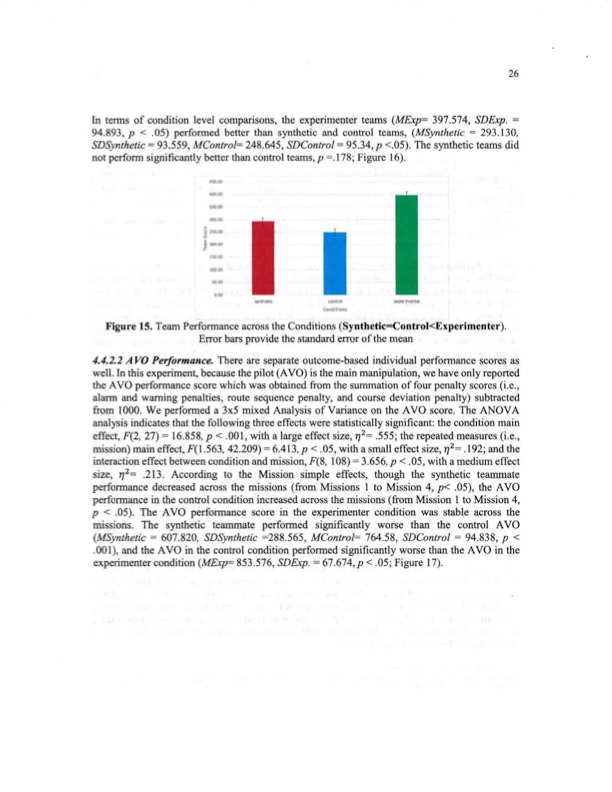 26
In terms of condition level comparisons, the experimenter teams (MExp= 397.574, SDExp. =
94.893, p < .05) performed better than synthetic and control teams, (MSynthetic = 293.130,
SDSynthetic = 93.559, MControl= 248.645, SDControl = 95.34, p <.05). The synthetic teams did
not perform significantly better than control teams, p =.178; Figure 16).
450.00
400.00
350.00
300.00
250.00
200.00
150.00
100.00
50.00
0.00
Team Score
synthetic control experimenter
Conditions
Figure 15. Team Performance across the Conditions (Synthetic=Control<Experimenter).
Error bars provide the standard error of the mean
4.4.2.2 AVO Performance. There are separate outcome-based individual performance scores as
well. In this experiment, because the pilot (AVO) is the main manipulation, we have only reported
the AVO performance score which was obtained from the summation of four penalty scores (i.e.,
alarm and warning penalties, route sequence penalty, and course deviation penalty) subtracted
from 1000. We performed a 3x5 mixed Analysis of Variance on the AVO score. The ANOVA
analysis indicates that the following three effects were statistically significant: the condition main
effect, F(2, 27) = 16.858, p < .001, with a large effect size, η²= .555; the repeated measures (i.e.,
mission) main effect, F(1.563, 42.209) = 6.413, p < .05, with a small effect size, η²= .192; and the
interaction effect between condition and mission, F(8, 108) = 3.656, p < .05, with a medium effect
size, η²= .213. According to the Mission simple effects, though the synthetic teammate
performance decreased across the missions (from Missions 1 to Mission 4, p< .05), the AVO
performance in the control condition increased across the missions (from Mission 1 to Mission 4,
p < .05). The AVO performance score in the experimenter condition was stable across the
missions. The synthetic teammate performed significantly worse than the control AVO
(MSynthetic = 607.820, SDSynthetic =288.565, MControl= 764.58, SDControl = 94.838, p <
.001), and the AVO in the control condition performed significantly worse than the AVO in the
experimenter condition (MExp= 853.576, SDExp. = 67.674, p < .05; Figure 17).